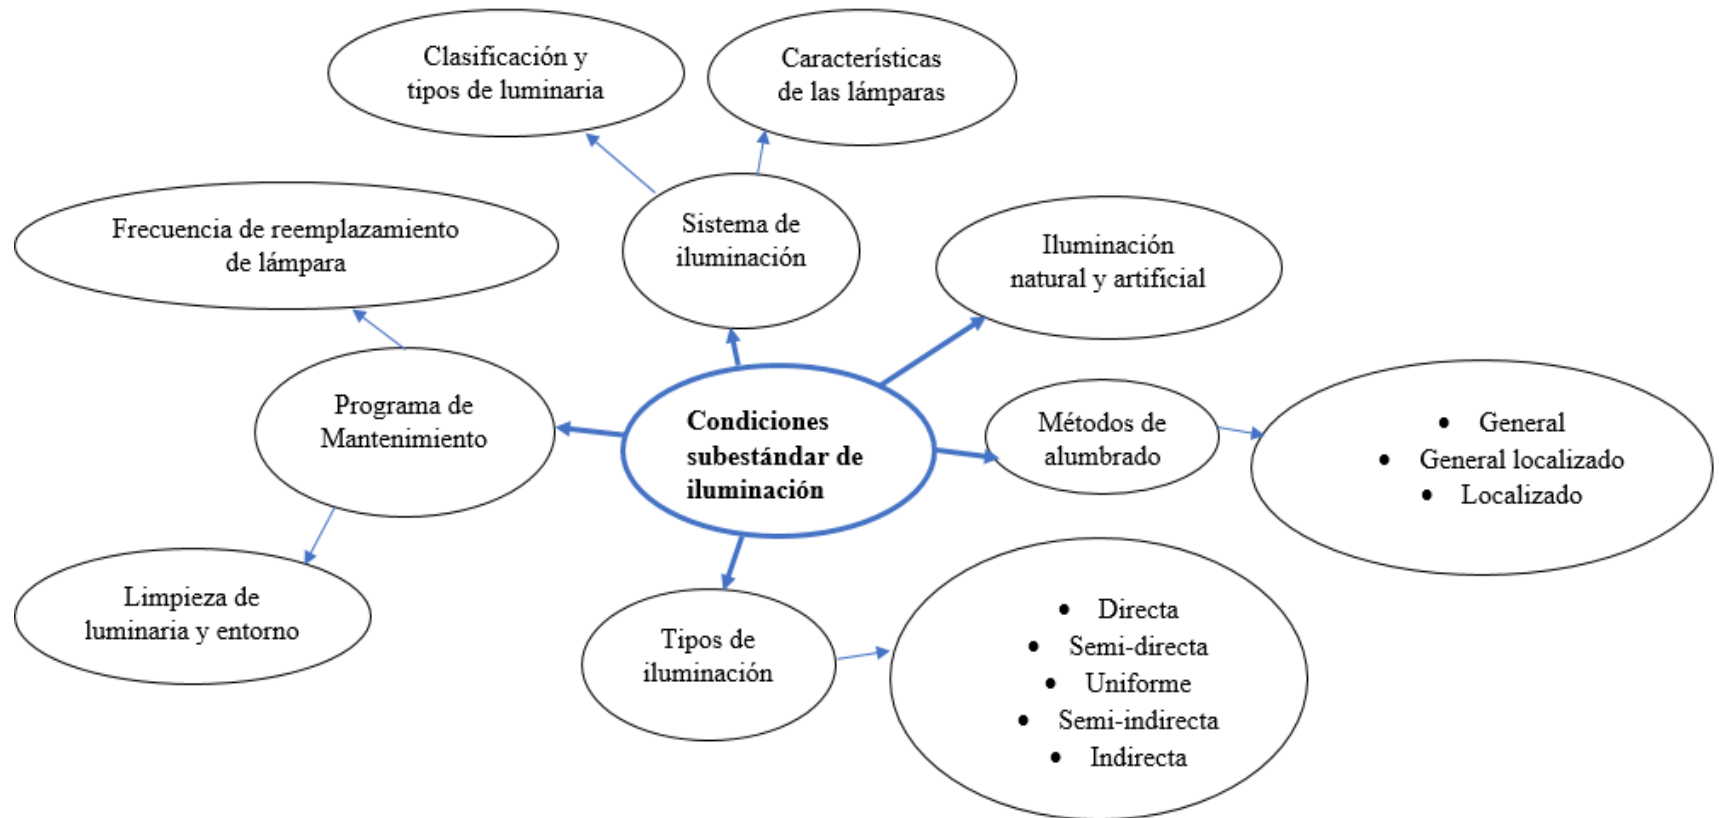 Clasificación y
tipos de luminaria
Características
de las lámparas
Frecuencia de reemplazamiento
de lámpara
Sistema de
iluminación
Iluminación
natural y artificial
Programa de
Mantenimiento
Condiciones
subestándar de
iluminación
Métodos de
alumbrado
• General
• General localizado
• Localizado
Limpieza de
luminaria y entorno
Tipos de
iluminación
• Directa
• Semi-directa
• Uniforme
• Semi-indirecta
• Indirecta